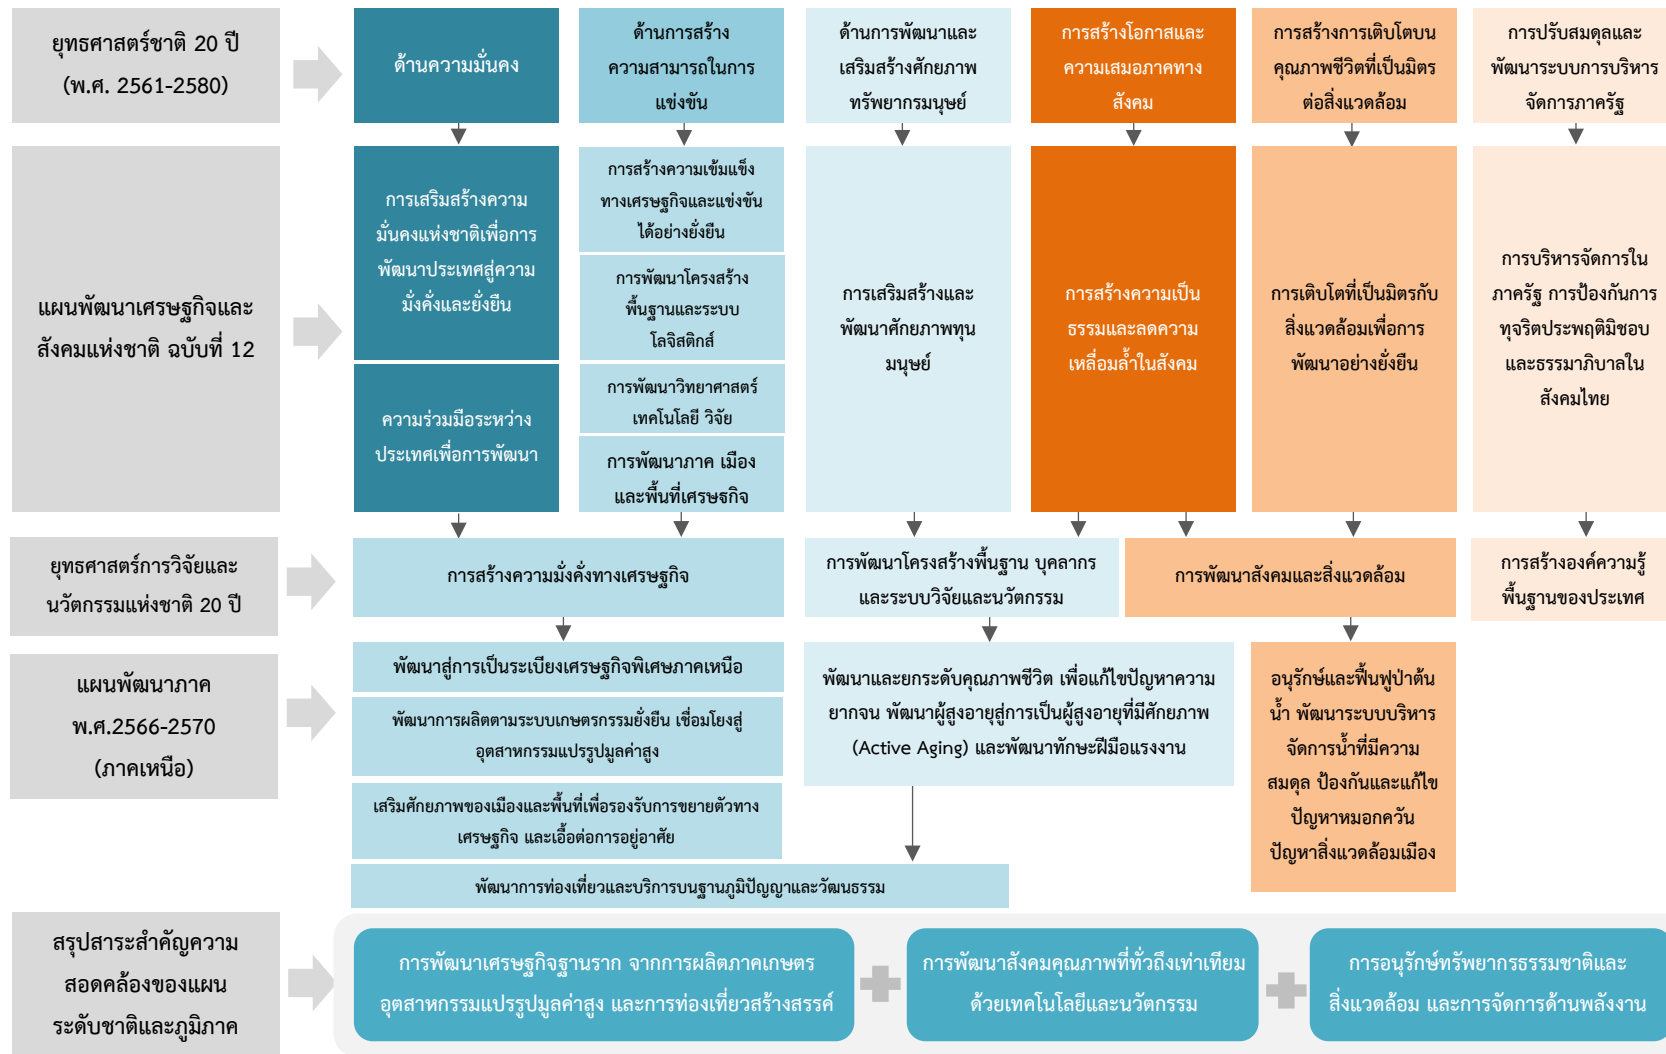 ยุทธศาสตร์ชาติ 20 ปี
(พ.ศ. 2561-2580)
ด้านความมั่นคง
ด้านการสร้าง
ความสามารถในการ
แข่งขัน
ด้านการพัฒนาและ
เสริมสร้างศักยภาพ
ทรัพยากรมนุษย์
การสร้างโอกาสและ
ความเสมอภาคทาง
สังคม
การสร้างการเติบโตบน
คุณภาพชีวิตที่เป็นมิตร
ต่อสิ่งแวดล้อม
การปรับสมดุลและ
พัฒนาระบบการบริหาร
จัดการภาครัฐ
แผนพัฒนาเศรษฐกิจและ
สังคมแห่งชาติ ฉบับที่ 12
การเสริมสร้างความ
มั่นคงแห่งชาติเพื่อการ
พัฒนาประเทศสู่ความ
มั่งคั่งและยั่งยืน
ความร่วมมือระหว่าง
ประเทศเพื่อการพัฒนา
การสร้างความเข้มแข็ง
ทางเศรษฐกิจและแข่งขัน
ได้อย่างยั่งยืน
การพัฒนาโครงสร้าง
พื้นฐานและระบบ
โลจิสติกส์
การพัฒนาวิทยาศาสตร์
เทคโนโลยี วิจัย
การพัฒนาภาค เมือง
และพื้นที่เศรษฐกิจ
การเสริมสร้างและ
พัฒนาศักยภาพทุน
มนุษย์
การสร้างความเป็น
ธรรมและลดความ
เหลื่อมล้ำในสังคม
การเติบโตที่เป็นมิตรกับ
สิ่งแวดล้อมเพื่อการ
พัฒนาอย่างยั่งยืน
การบริหารจัดการใน
ภาครัฐ การป้องกันการ
ทุจริตประพฤติมิชอบ
และธรรมาภิบาลใน
สังคมไทย
ยุทธศาสตร์การวิจัยและ
นวัตกรรมแห่งชาติ 20 ปี
การสร้างความมั่งคั่งทางเศรษฐกิจ
การพัฒนาโครงสร้างพื้นฐาน บุคลากร
และระบบวิจัยและนวัตกรรม
การพัฒนาสังคมและสิ่งแวดล้อม
การสร้างองค์ความรู้
พื้นฐานของประเทศ
แผนพัฒนาภาค
พ.ศ.2566-2570
(ภาคเหนือ)
พัฒนาสู่การเป็นระเบียงเศรษฐกิจพิเศษภาคเหนือ
พัฒนาการผลิตตามระบบเกษตรกรรมยั่งยืน เชื่อมโยงสู่
อุตสาหกรรมแปรรูปมูลค่าสูง
เสริมศักยภาพของเมืองและพื้นที่เพื่อรองรับการขยายตัวทาง
เศรษฐกิจ และเอื้อต่อการอยู่อาศัย
พัฒนาการท่องเที่ยวและบริการบนฐานภูมิปัญญาและวัฒนธรรม
พัฒนาและยกระดับคุณภาพชีวิต เพื่อแก้ไขปัญหาความ
ยากจน พัฒนาผู้สูงอายุสู่การเป็นผู้สูงอายุที่มีศักยภาพ
(Active Aging) และพัฒนาทักษะฝีมือแรงงาน
อนุรักษ์และฟื้นฟูป่าต้น
น้ำ พัฒนาระบบบริหาร
จัดการน้ำที่มีความ
สมดุล ป้องกันและแก้ไข
ปัญหาหมอกควัน
ปัญหาสิ่งแวดล้อมเมือง
สรุปสาระสำคัญความ
สอดคล้องของแผน
ระดับชาติและภูมิภาค
การพัฒนาเศรษฐกิจฐานราก จากการผลิตภาคเกษตร
อุตสาหกรรมแปรรูปมูลค่าสูง และการท่องเที่ยวสร้างสรรค์
การพัฒนาสังคมคุณภาพที่ทั่วถึงเท่าเทียม
ด้วยเทคโนโลยีและนวัตกรรม
การอนุรักษ์ทรัพยากรธรรมชาติและ
สิ่งแวดล้อม และการจัดการด้านพลังงาน